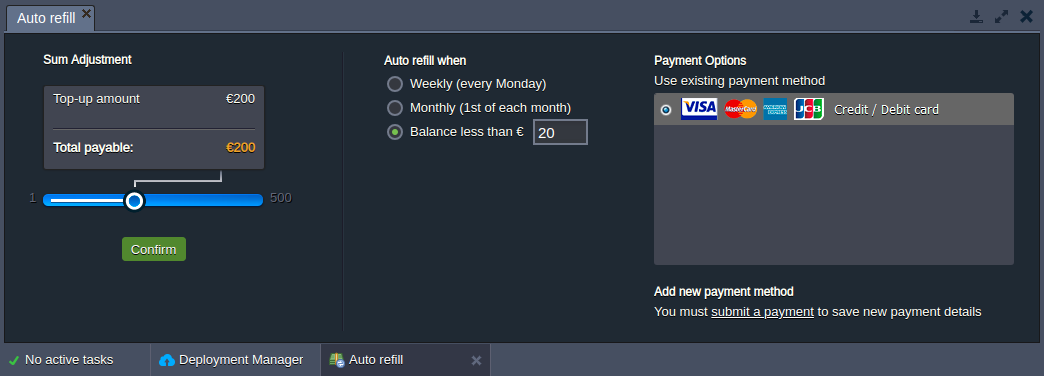 Auto refill
Sum Adjustment
Top-up amount €200
Total payable: €200
1 500
Confirm
Auto refill when
Weekly (every Monday)
Monthly (1st of each month)
Balance less than € 20
Payment Options
Use existing payment method
VISA MasterCard AMERICAN EXPRESS JCB Credit / Debit card
Add new payment method
You must submit a payment to save new payment details
No active tasks Deployment Manager Auto refill